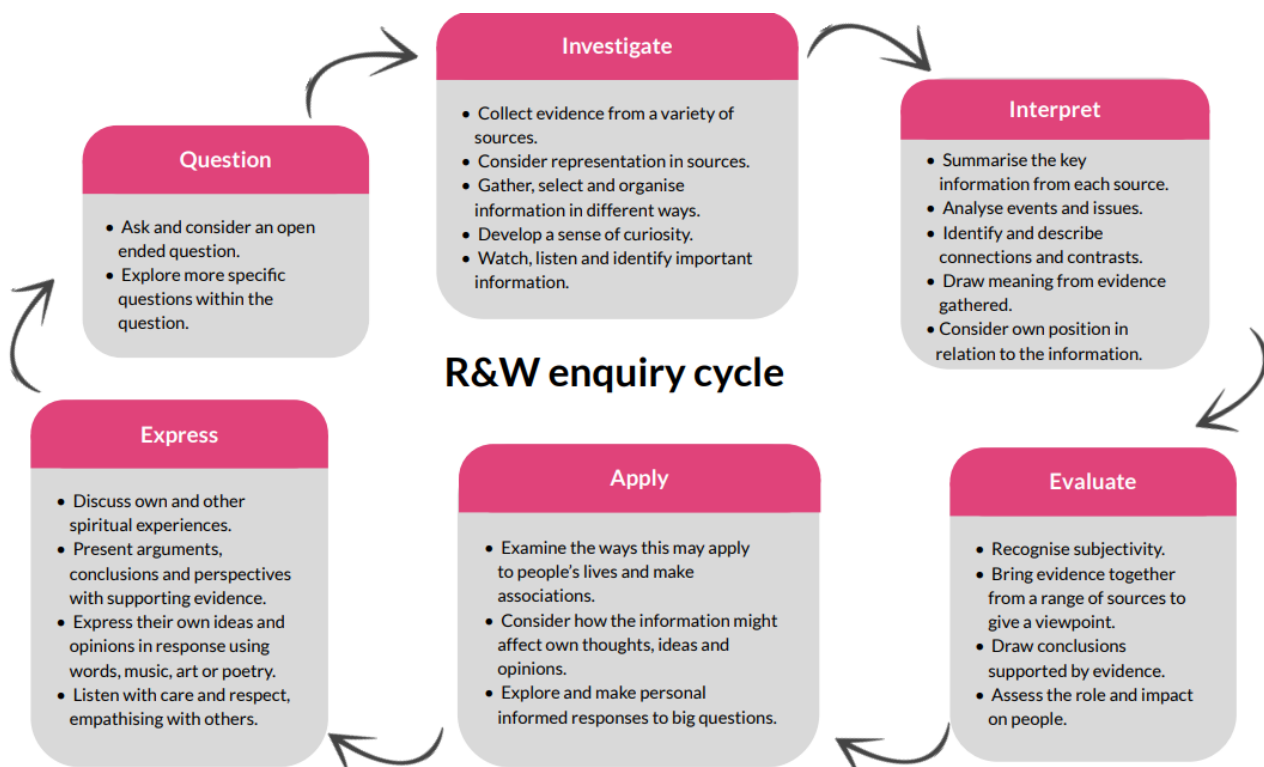 Question
• Ask and consider an open
ended question.
• Explore more specific
questions within the
question.
Investigate
• Collect evidence from a variety of
sources.
• Consider representation in sources.
• Gather, select and organise
information in different ways.
• Develop a sense of curiosity.
• Watch, listen and identify important
information.
Interpret
• Summarise the key
information from each source.
• Analyse events and issues.
• Identify and describe
connections and contrasts.
• Draw meaning from evidence
gathered.
• Consider own position in
relation to the information.
R&W enquiry cycle
Evaluate
• Recognise subjectivity.
• Bring evidence together
from a range of sources to
give a viewpoint.
• Draw conclusions
supported by evidence.
• Assess the role and impact
on people.
Apply
• Examine the ways this may apply
to people's lives and make
associations.
• Consider how the information might
affect own thoughts, ideas and
opinions.
• Explore and make personal
informed responses to big questions.
Express
• Discuss own and other
spiritual experiences.
• Present arguments,
conclusions and perspectives
with supporting evidence.
• Express their own ideas and
opinions in response using
words, music, art or poetry.
• Listen with care and respect,
empathising with others.